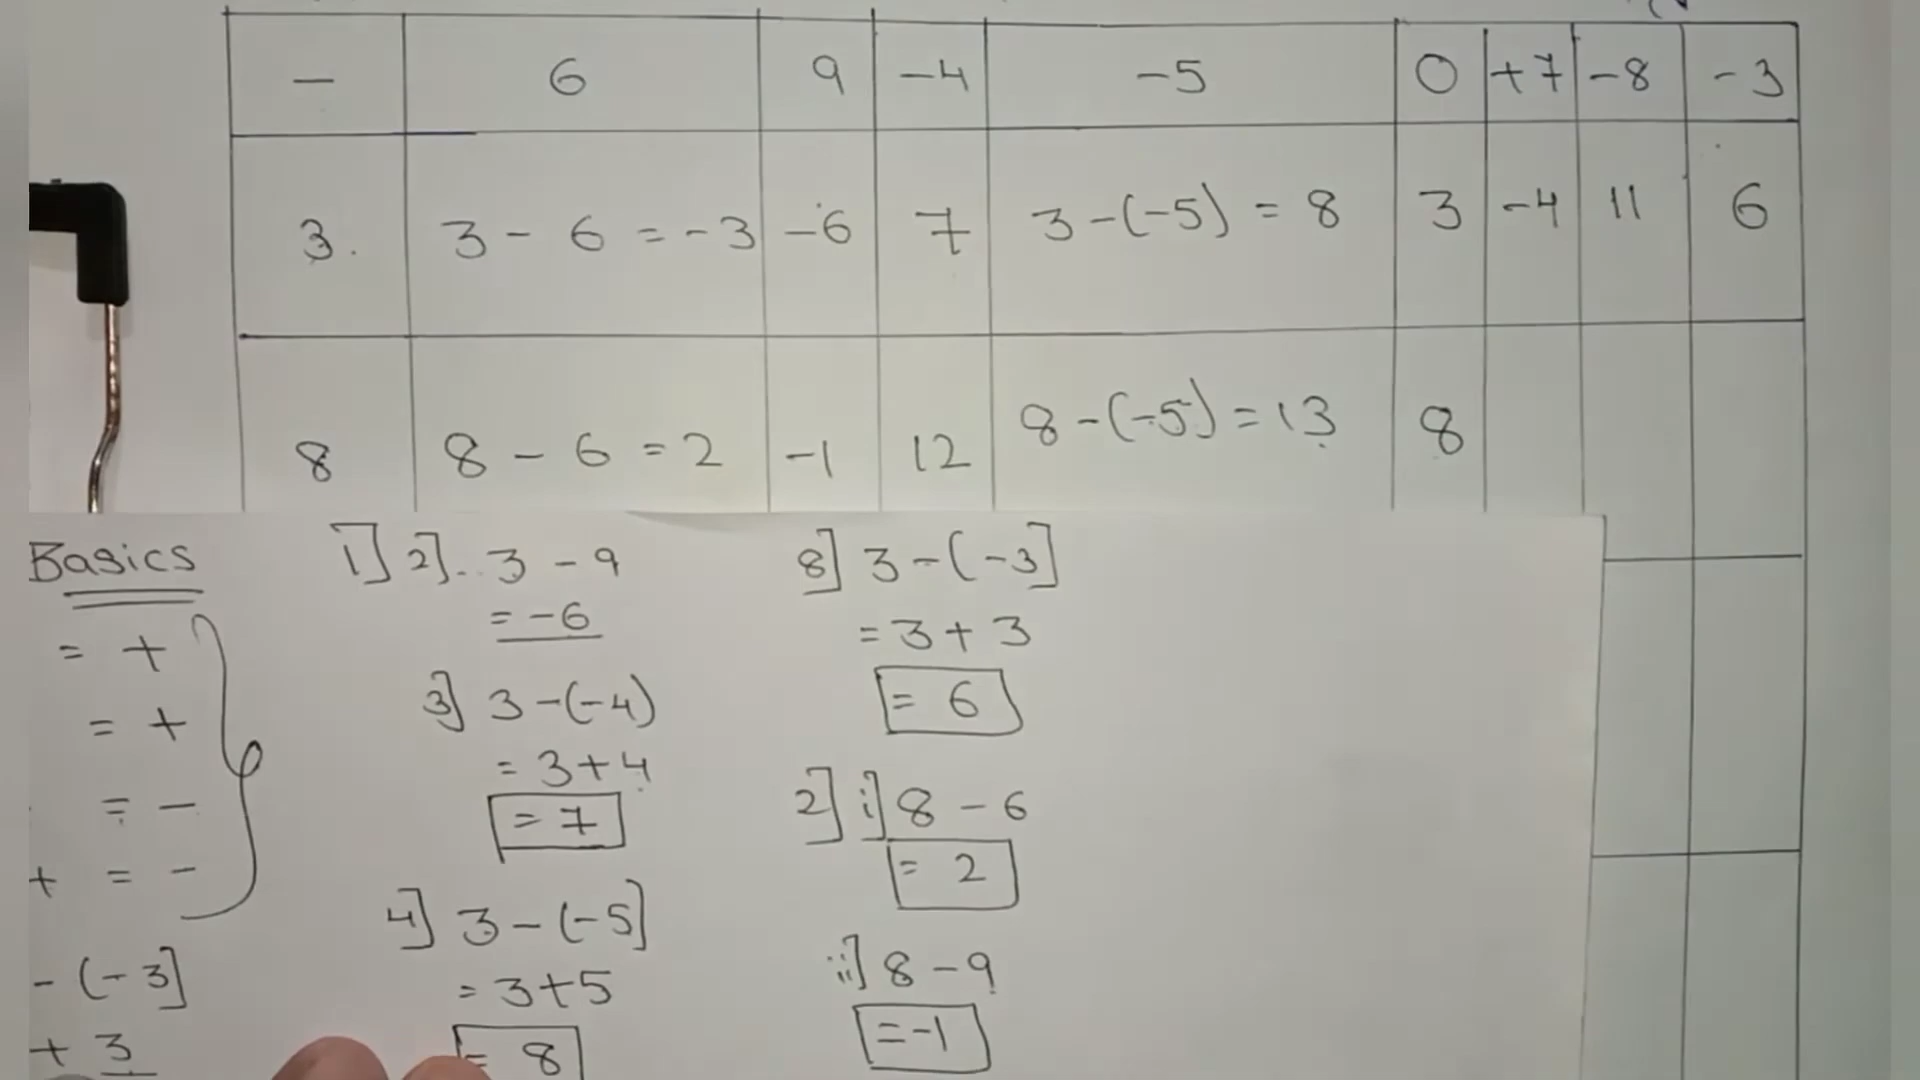 — 6 9 -4 -5 0 +7 -8 -3
3. 3 - 6 = -3 -6 7 3-(-5) = 8 3 -4 11 6
8 8 - 6 = 2 -1 12 8-(-5)=13 8
Basics
= +
= +
= -
+ = -
- (-3]
+ 3
1] 2].. 3 - 9
= -6
3] 3-(-4)
= 3+4
= 7
4] 3-(-5]
= 3+5
= 8
8] 3-(-3]
= 3+3
= 6
2] i] 8 - 6
= 2
ii] 8 - 9
= -1